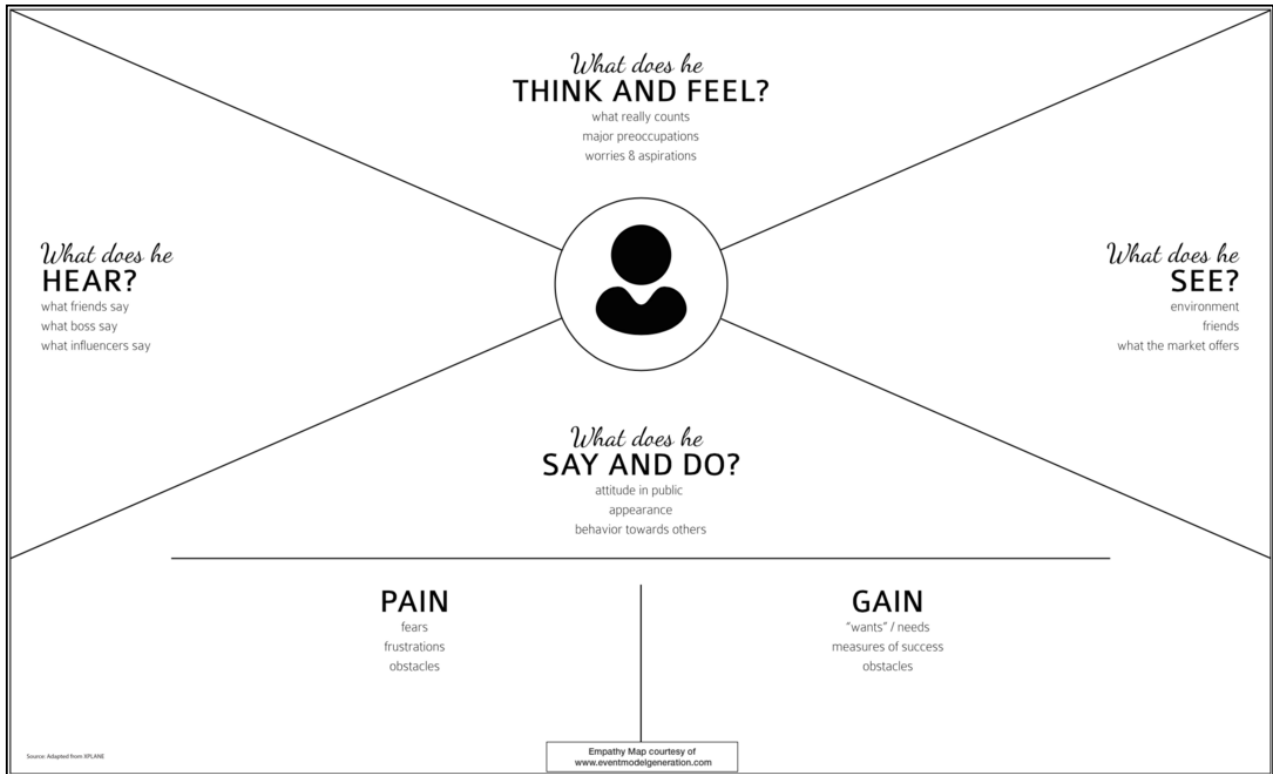 What does he
THINK AND FEEL?
what really counts
major preoccupations
worries & aspirations
What does he
HEAR?
what friends say
what boss say
what influencers say
What does he
SEE?
environment
friends
what the market offers
What does he
SAY AND DO?
attitude in public
appearance
behavior towards others
PAIN
fears
frustrations
obstacles
GAIN
"wants" / needs
measures of success
obstacles
Source: Adapted from XPLANE
Empathy Map courtesy of
www.eventmodelgeneration.com